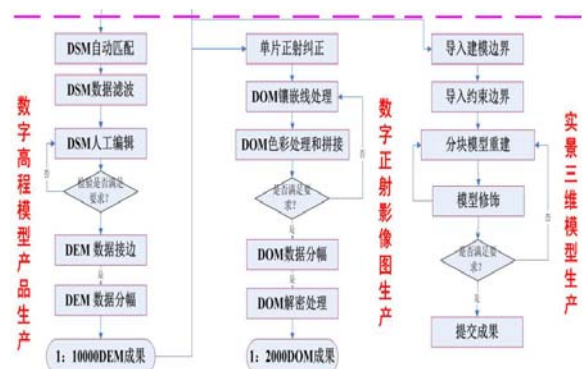 DSM自动匹配
DSM数据滤波
DSM人工编辑
否
检验是否满足
要求?
DEM 数据接边
是
DEM 数据分幅
1：10000DEM成果
数字高程模型产品生产
单片正射纠正
DOM镶嵌线处理
DOM色彩处理和拼接
否
是否满足要
求?
是
DOM数据分幅
DOM解密处理
1：2000DOM成果
数字正射影像图生产
导入建模边界
导入约束边界
分块模型重建
模型修饰
否
是否满足要
求?
是
提交成果
实景三维模型生产